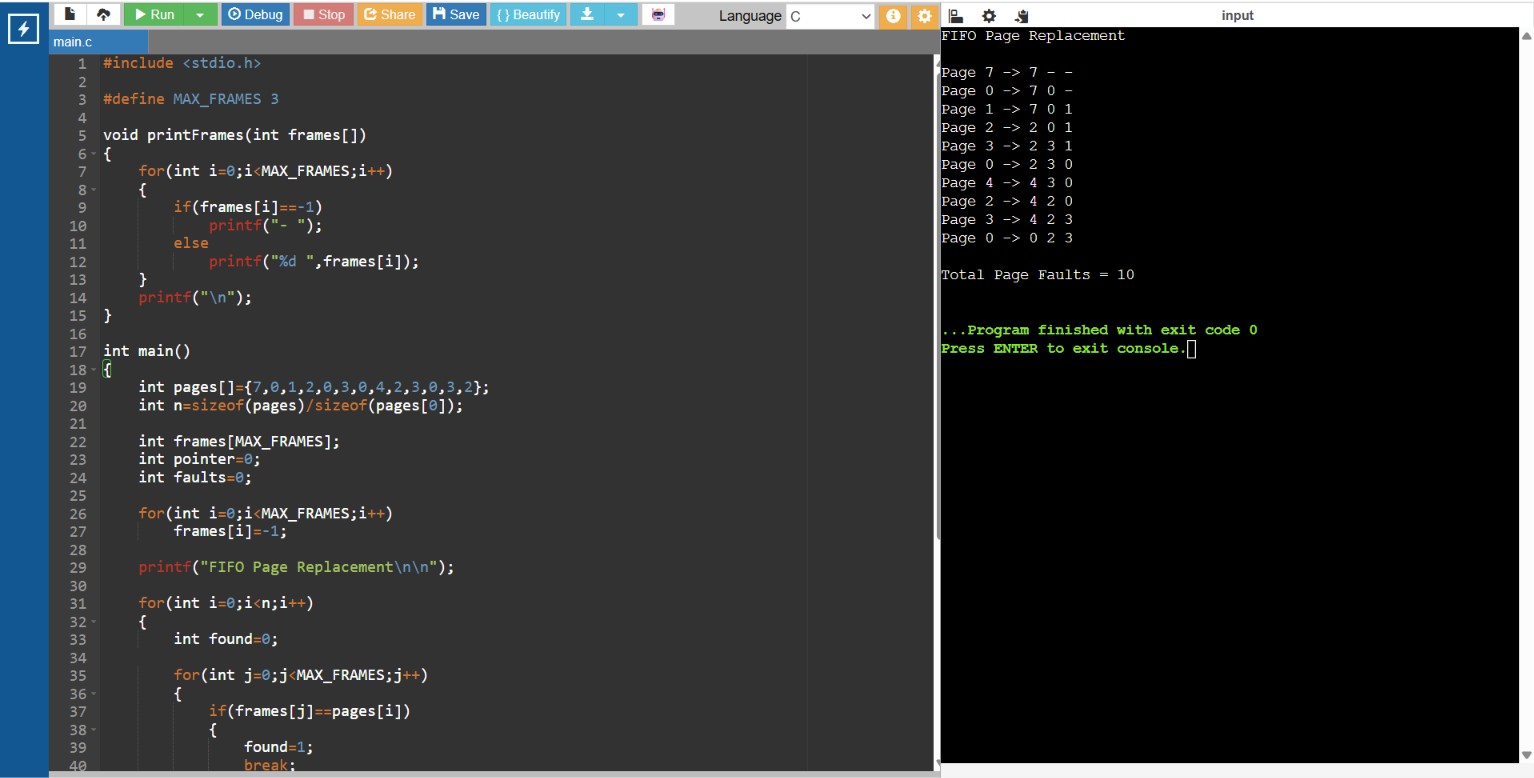 Run Debug Stop Share Save { } Beautify Language C
main.c
1 #include <stdio.h>
2
3 #define MAX_FRAMES 3
4
5 void printFrames(int frames[])
6 {
7     for(int i=0;i<MAX_FRAMES;i++)
8     {
9         if(frames[i]==-1)
10             printf("- ");
11         else
12             printf("%d ",frames[i]);
13     }
14     printf("\n");
15 }
16
17 int main()
18 {
19     int pages[]={7,0,1,2,0,3,0,4,2,3,0,3,2};
20     int n=sizeof(pages)/sizeof(pages[0]);
21
22     int frames[MAX_FRAMES];
23     int pointer=0;
24     int faults=0;
25
26     for(int i=0;i<MAX_FRAMES;i++)
27         frames[i]=-1;
28
29     printf("FIFO Page Replacement\n\n");
30
31     for(int i=0;i<n;i++)
32     {
33         int found=0;
34
35         for(int j=0;j<MAX_FRAMES;j++)
36         {
37             if(frames[j]==pages[i])
38             {
39                 found=1;
40                 break;
input
FIFO Page Replacement
Page 7 -> 7 - -
Page 0 -> 7 0 -
Page 1 -> 7 0 1
Page 2 -> 2 0 1
Page 3 -> 2 3 1
Page 0 -> 2 3 0
Page 4 -> 4 3 0
Page 2 -> 4 2 0
Page 3 -> 4 2 3
Page 0 -> 0 2 3
Total Page Faults = 10
...Program finished with exit code 0
Press ENTER to exit console.